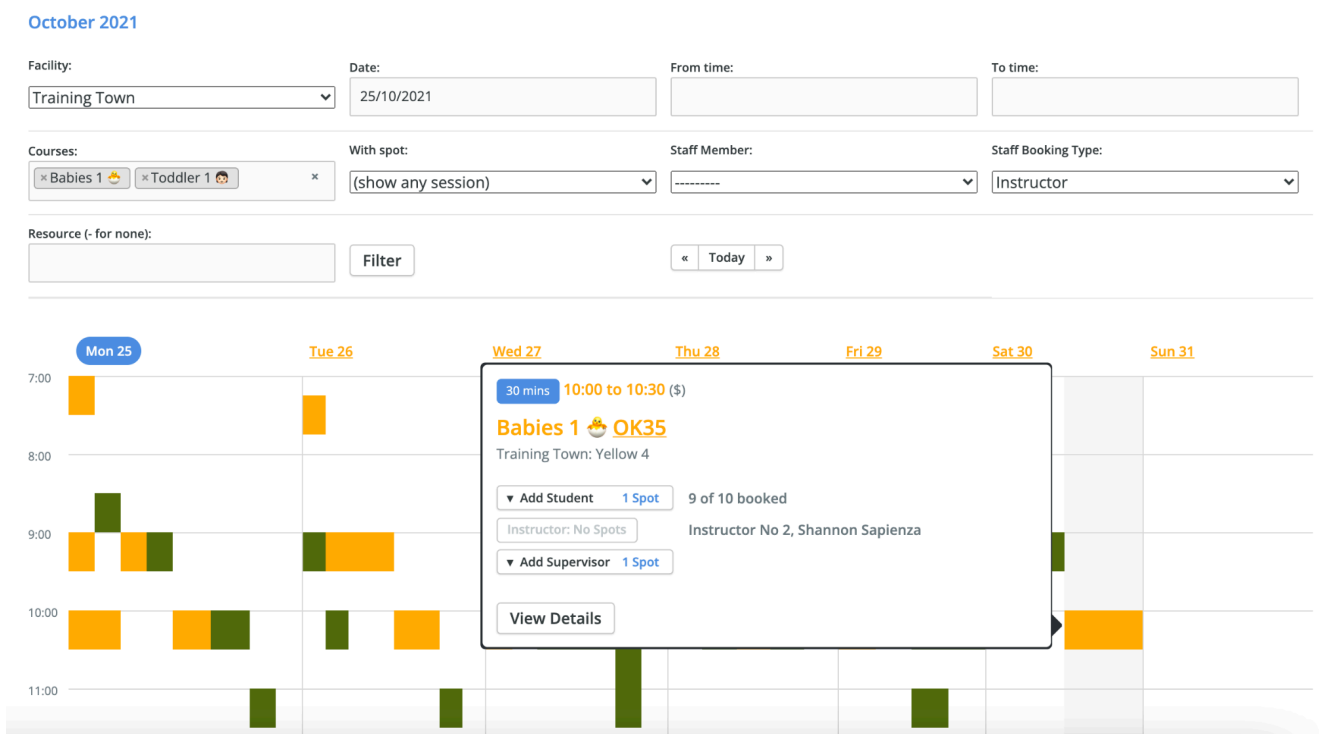 October 2021
Facility:
Date:
From time:
To time:
Training Town
25/10/2021
Courses:
With spot:
Staff Member:
Staff Booking Type:
×Babies 1 🐣 ×Toddler 1 👧🏻 ×
(show any session)
---------
Instructor
Resource (- for none):
Filter
« Today »
Mon 25
Tue 26
Wed 27
Thu 28
Fri 29
Sat 30
Sun 31
7:00
8:00
9:00
10:00
11:00
30 mins 10:00 to 10:30 ($)
Babies 1 🐣 OK35
Training Town: Yellow 4
▼ Add Student 1 Spot 9 of 10 booked
Instructor: No Spots Instructor No 2, Shannon Sapienza
▼ Add Supervisor 1 Spot
View Details